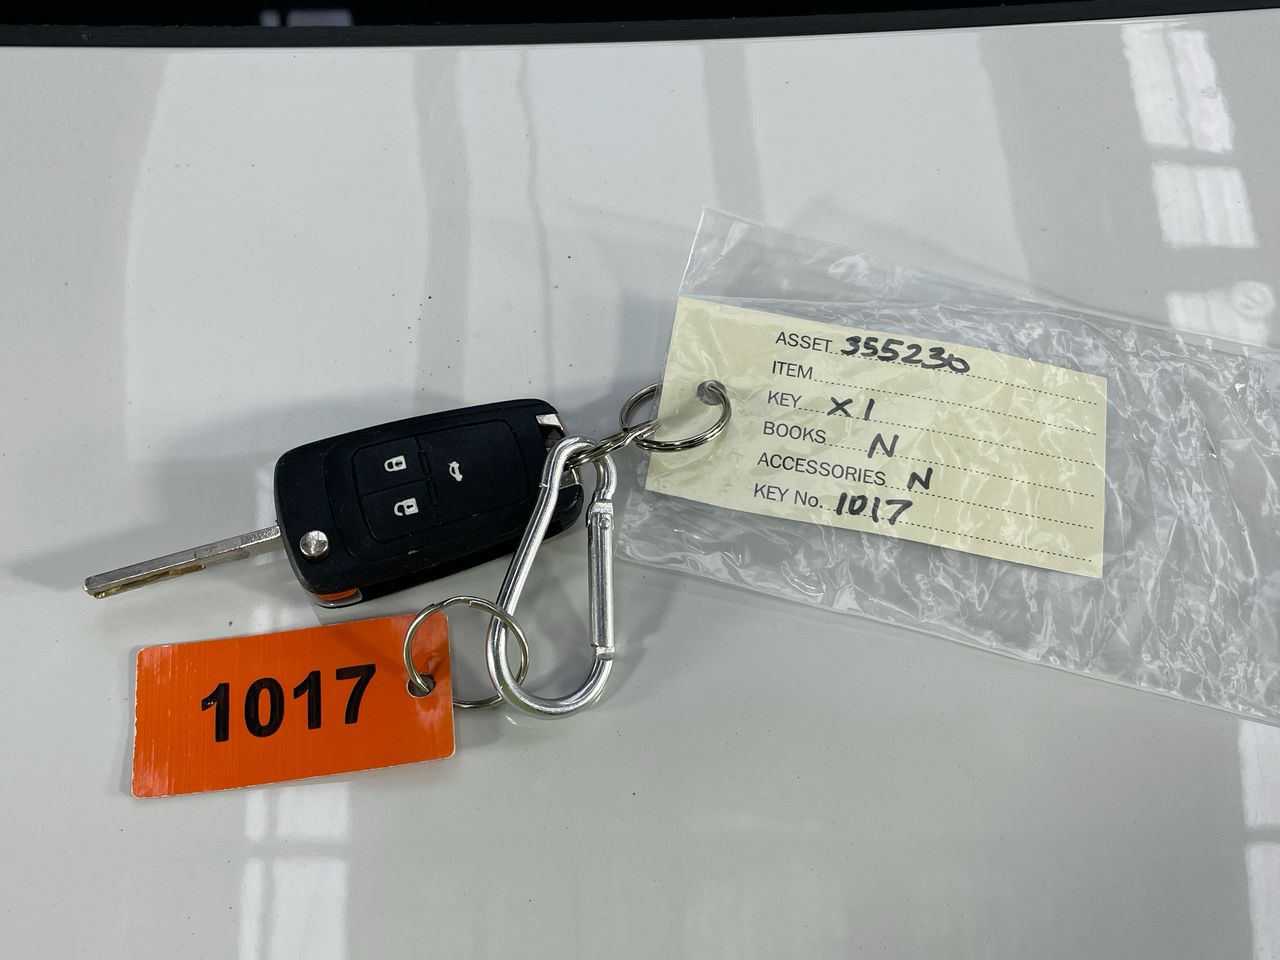 ASSET 355230
ITEM
KEY X1
BOOKS N
ACCESSORIES N
KEY No. 1017
1017